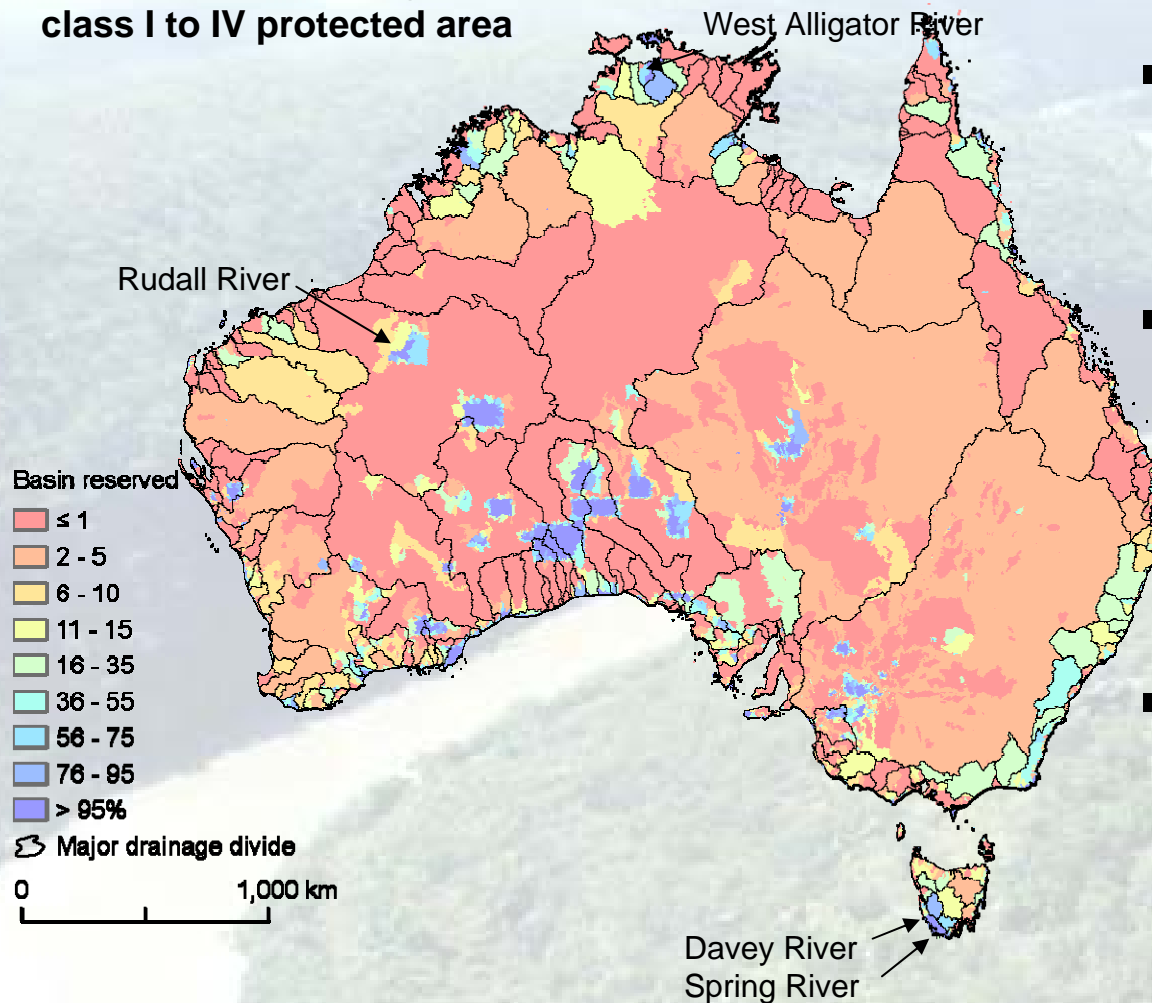 class I to IV protected area
West Alligator River
Rudall River
Basin reserved
≤ 1
2 - 5
6 - 10
11 - 15
16 - 35
36 - 55
56 - 75
76 - 95
> 95%
Major drainage divide
0 1,000 km
Davey River
Spring River